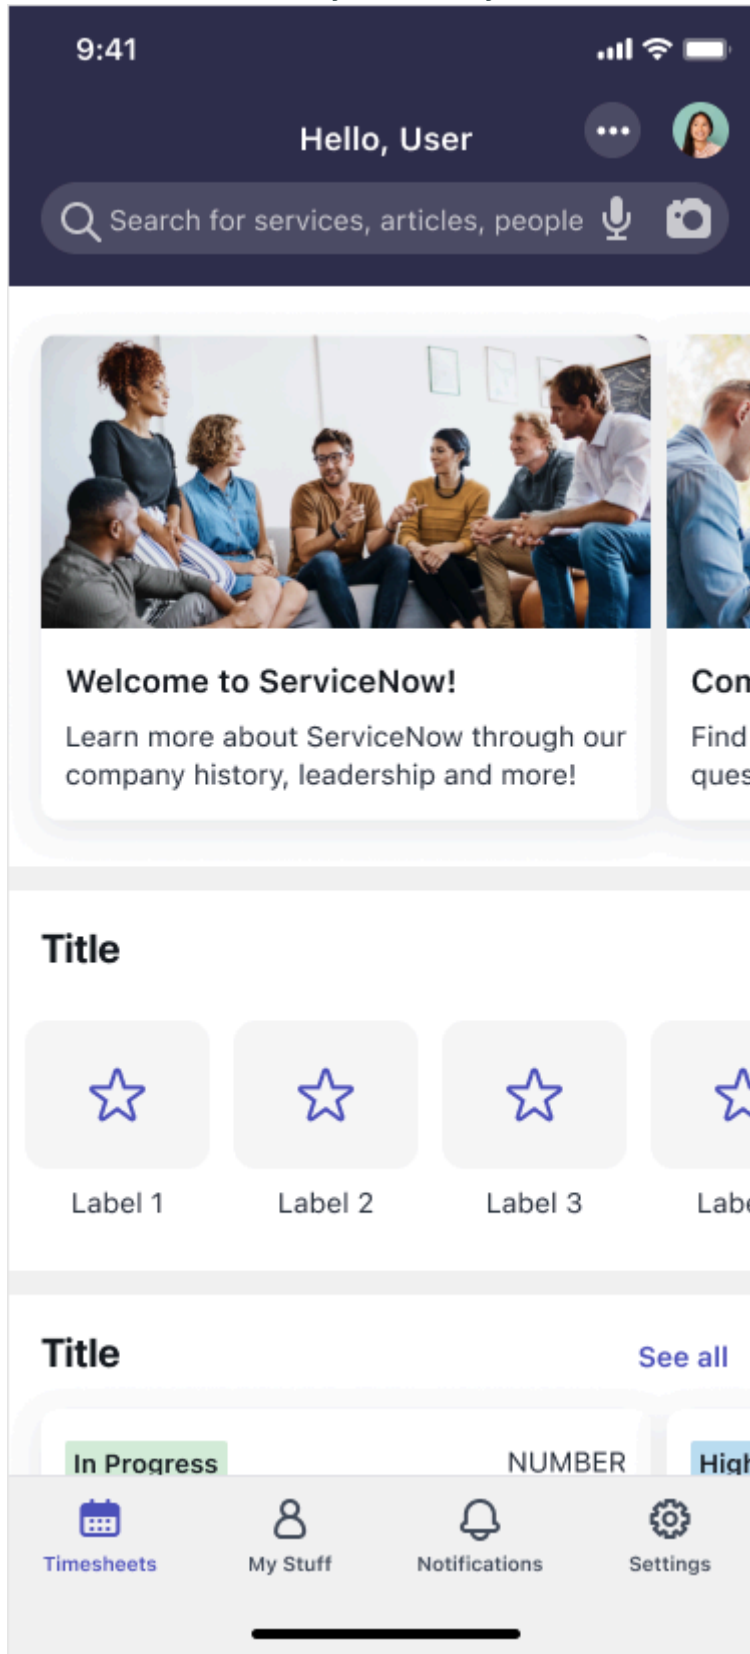 9:41
Hello, User
Search for services, articles, people
Welcome to ServiceNow!
Learn more about ServiceNow through our
company history, leadership and more!
Find
Title
Label 1
Label 2
Label 3
Title
See all
In Progress
NUMBER
High
Timesheets
My Stuff
Notifications
Settings